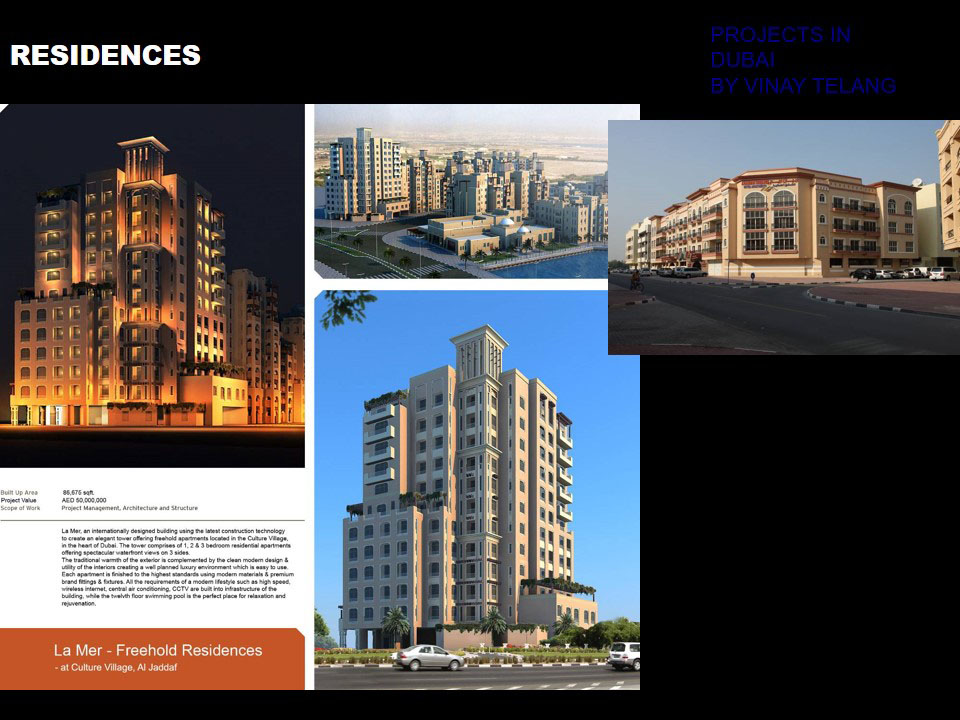 RESIDENCES
PROJECTS IN
DUBAI
BY VINAY TELANG
Built Up Area 86,675 sqft.
Project Value AED 50,000,000
Scope of Work Project Management, Architecture and Structure
La Mer, an internationally designed building using the latest construction technology
to create an elegant tower offering freehold apartments located in the Culture Village,
in the heart of Dubai. The tower comprises of 1, 2 & 3 bedroom residential apartments
offering spectacular waterfront views on 3 sides.
The traditional warmth of the exterior is complemented by the clean modern design &
utility of the interiors creating a well planned luxury environment which is easy to use.
Each apartment is finished to the highest standards using modern materials & premium
brand fittings & fixtures. All the requirements of a modern lifestyle such as high speed,
wireless internet, central air conditioning, CCTV are built into infrastructure of the
building, while the twelvth floor swimming pool is the perfect place for relaxation and
rejuvenation.
La Mer - Freehold Residences
- at Culture Village, Al Jaddaf